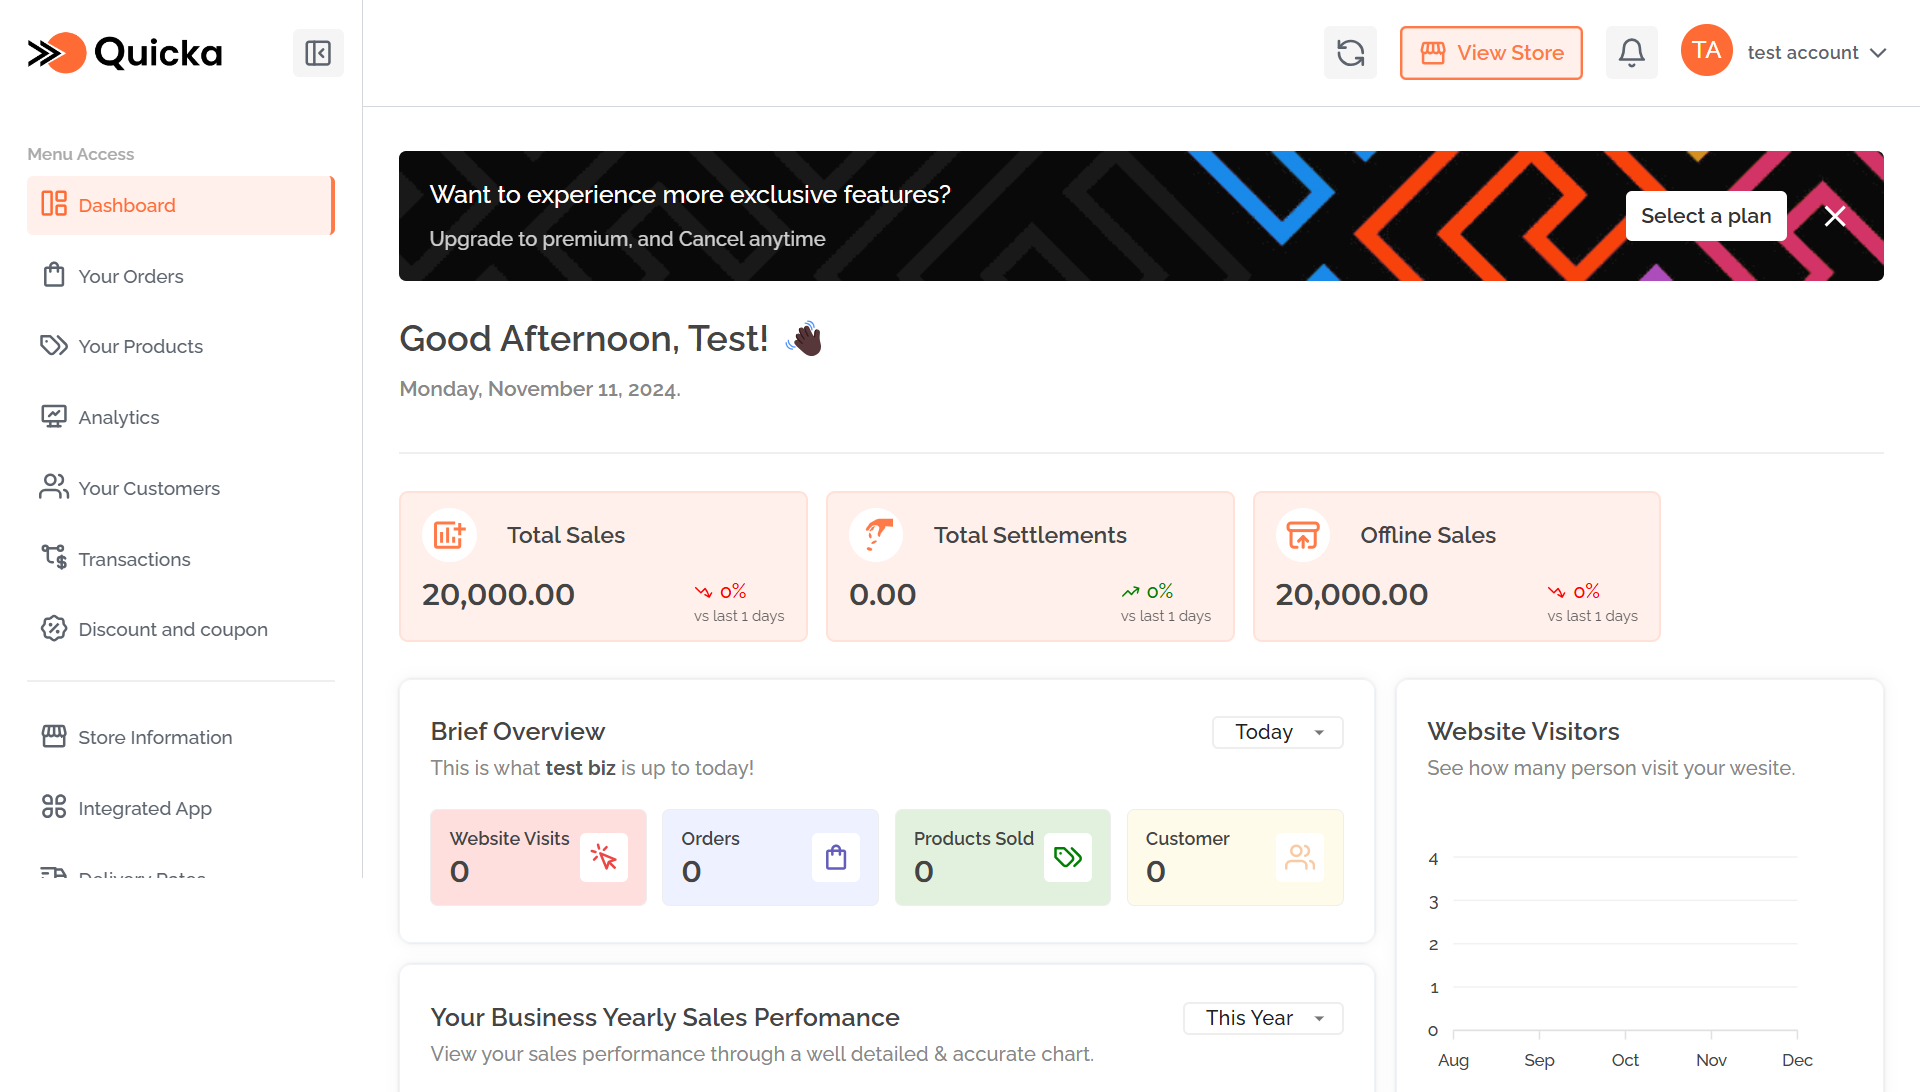 Quicka
View Store
TA
test account
Menu Access
Dashboard
Your Orders
Your Products
Analytics
Your Customers
Transactions
Discount and coupon
Store Information
Integrated App
Delivery Rates
Want to experience more exclusive features?
Upgrade to premium, and Cancel anytime
Select a plan
Good Afternoon, Test!
Monday, November 11, 2024.
Total Sales
20,000.00
0%
vs last 1 days
Total Settlements
0.00
0%
vs last 1 days
Offline Sales
20,000.00
0%
vs last 1 days
Brief Overview
Today
This is what test biz is up to today!
Website Visits
0
Orders
0
Products Sold
0
Customer
0
Website Visitors
See how many person visit your wesite.
4
3
2
1
0
Aug Sep Oct Nov Dec
Your Business Yearly Sales Perfomance
This Year
View your sales performance through a well detailed & accurate chart.